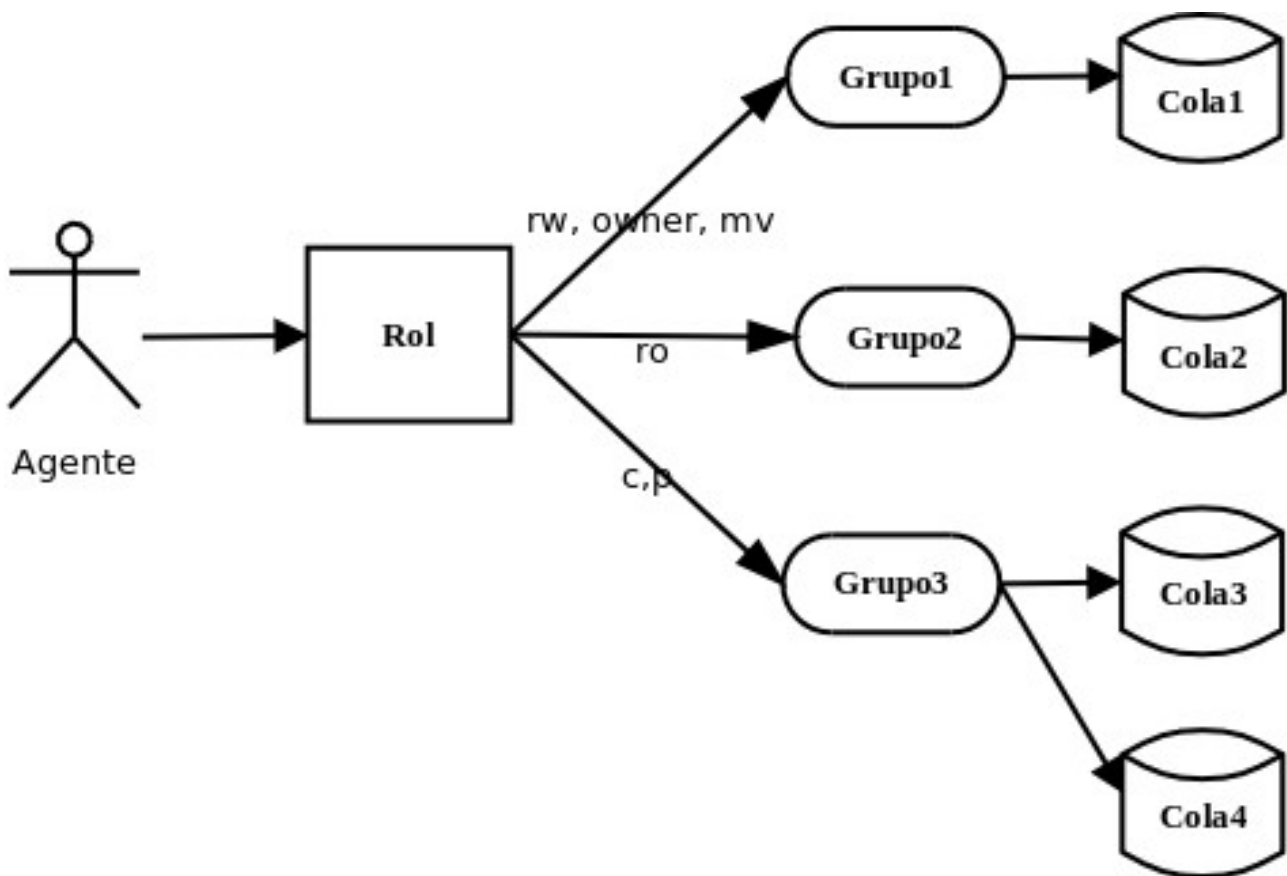 Grupo1
Cola1
rw, owner, mv
Rol
Grupo2
Cola2
ro
Agente
c,p
Grupo3
Cola3
Cola4